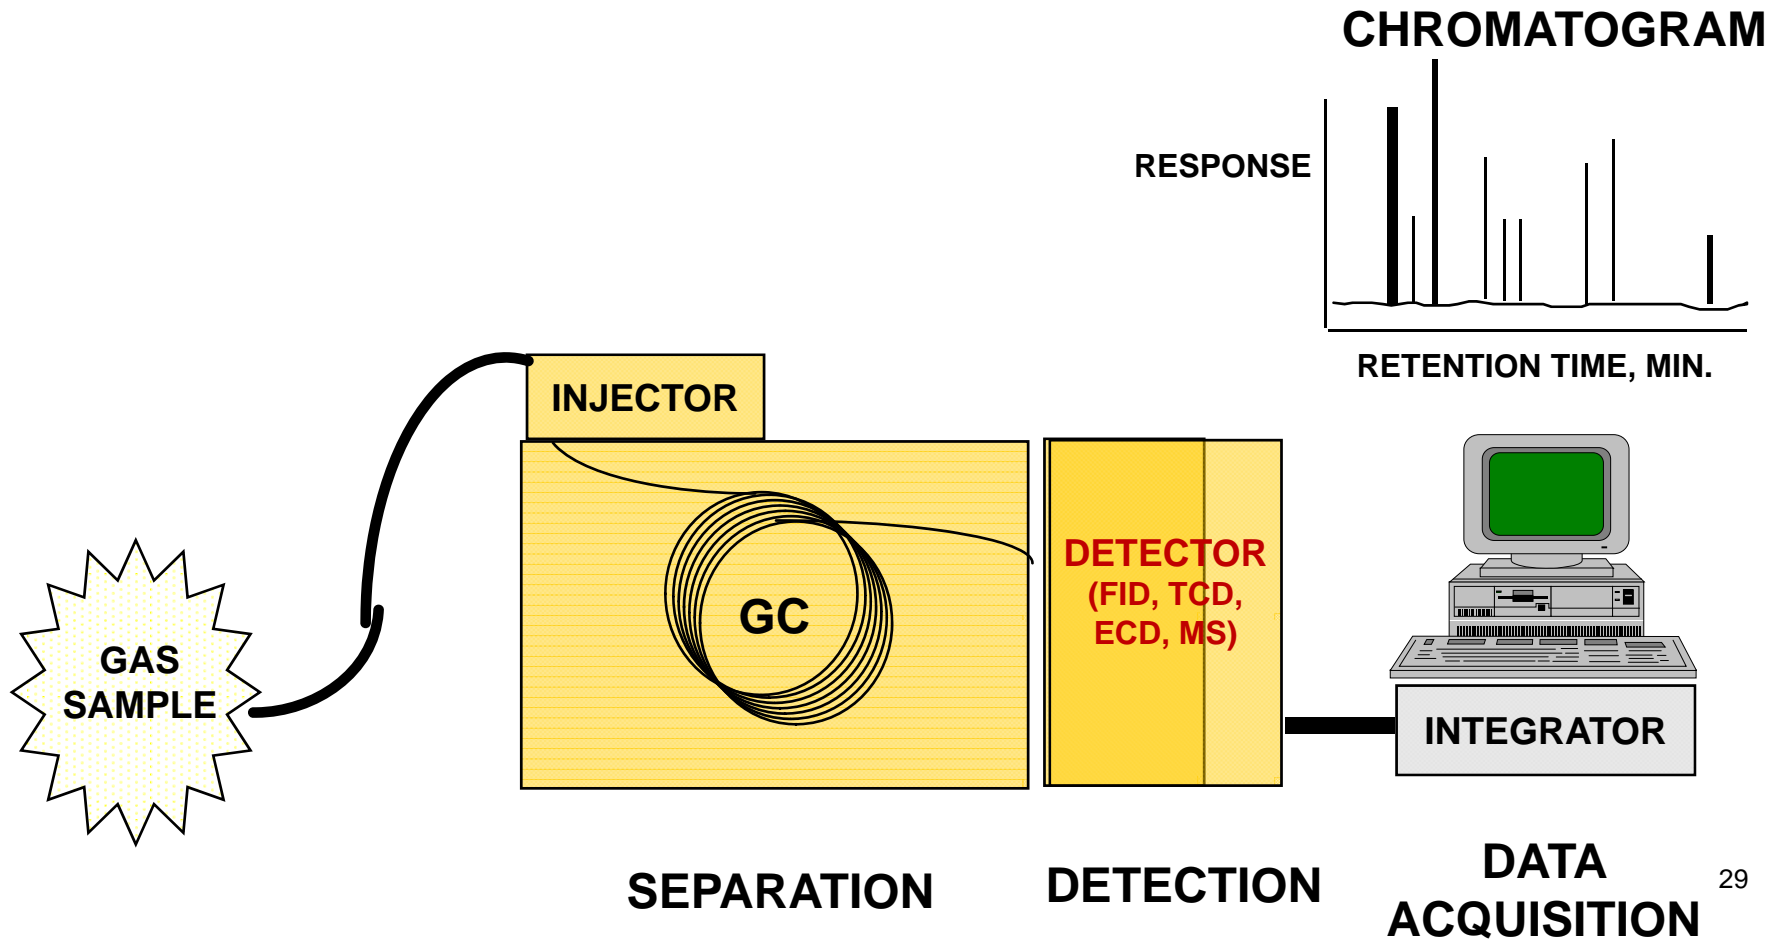 CHROMATOGRAM
RESPONSE
RETENTION TIME, MIN.
INJECTOR
GC
DETECTOR
(FID, TCD,
ECD, MS)
GAS
SAMPLE
INTEGRATOR
SEPARATION
DETECTION
DATA
ACQUISITION
29